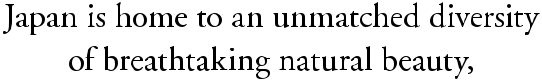 Japan is home to an unmatched diversity
of breathtaking natural beauty,